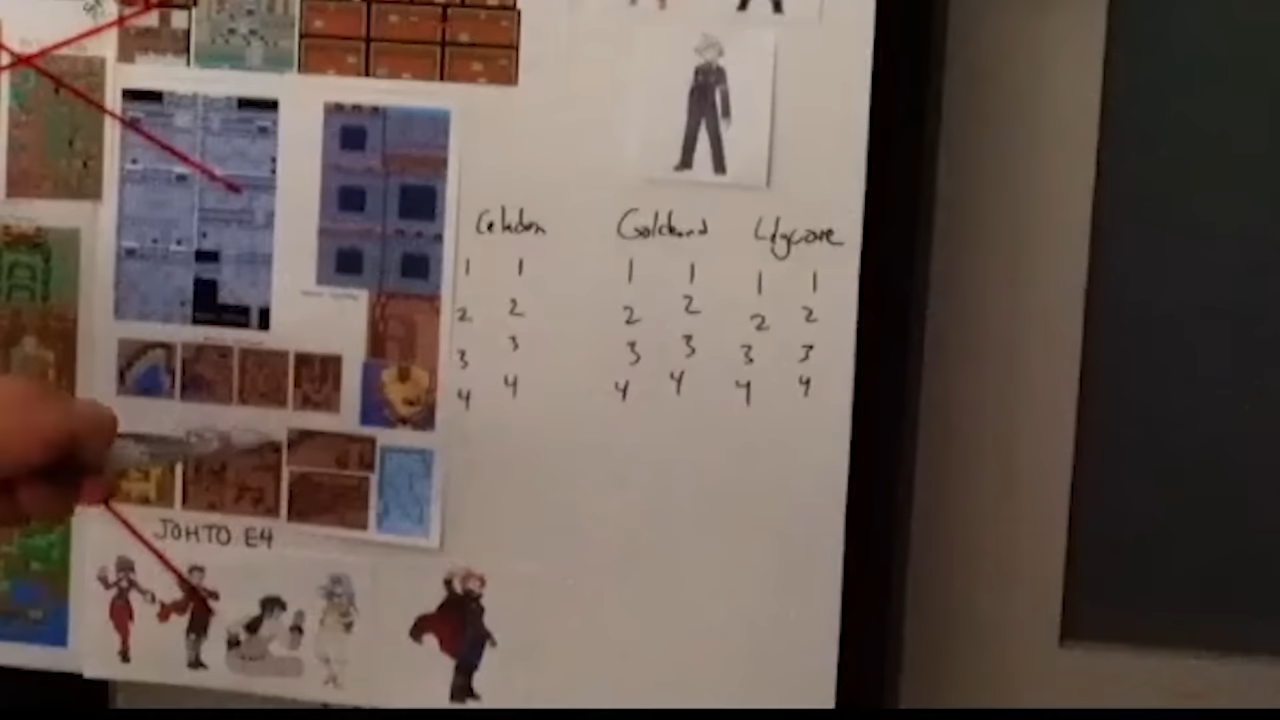 Celadon Goldenrod Lilycove
1 1 1 1 1 1
2 2 2 2 2 2
3 3 3 3 3 3
4 4 4 4 4 4
JOHTO E4